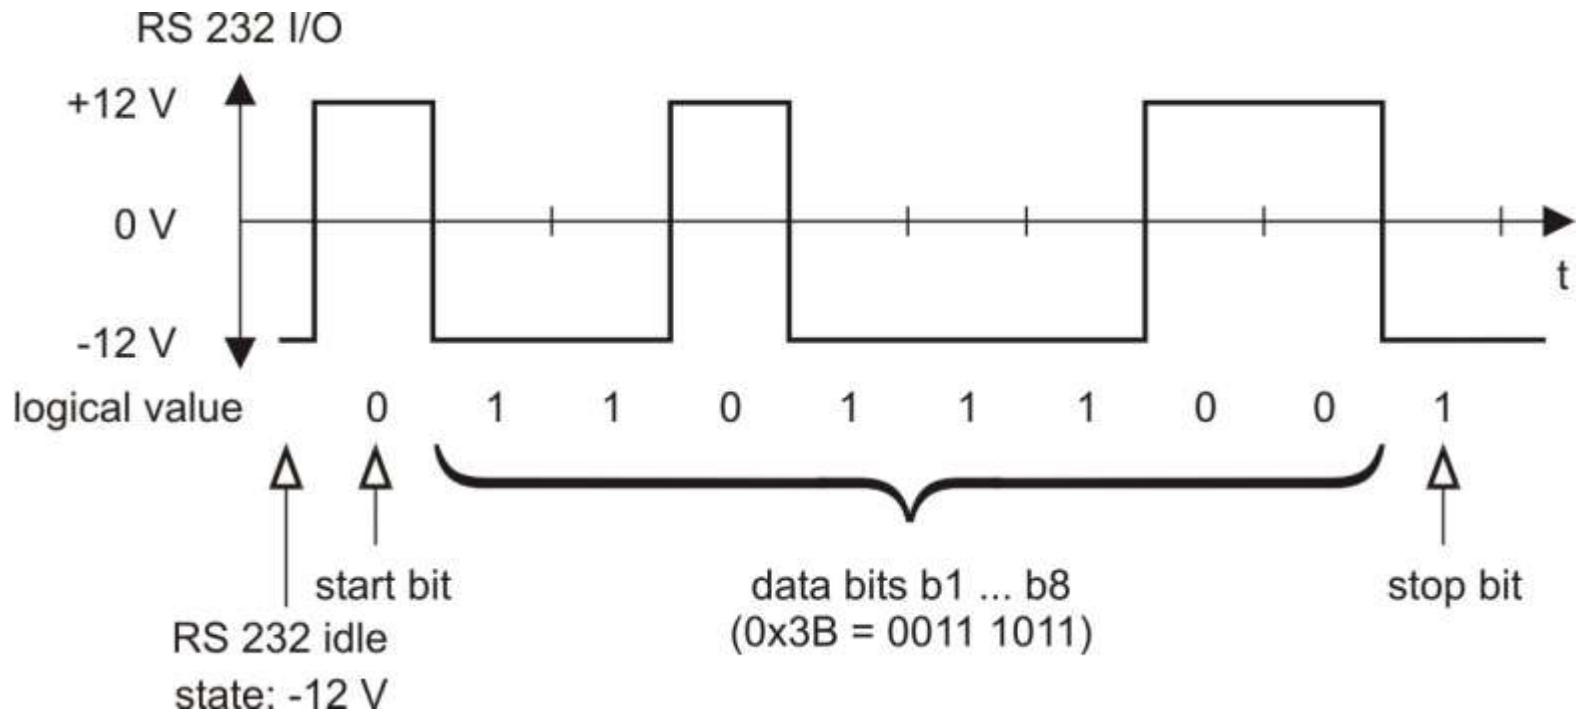 RS 232 I/O
+12 V
0 V
t
-12 V
logical value 0 1 1 0 1 1 1 0 0 1
start bit
data bits b1 ... b8
stop bit
(0x3B = 0011 1011)
RS 232 idle
state: -12 V